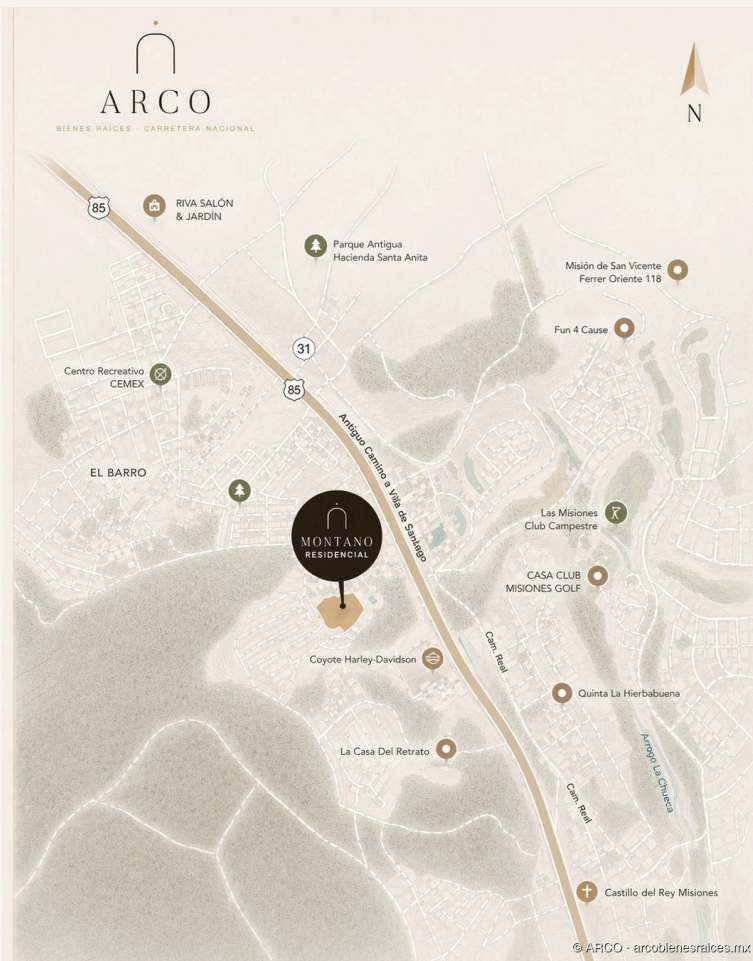 ARCO
BIENES RAÍCES · CARRETERA NACIONAL
N
85
RIVA SALÓN
& JARDÍN
Parque Antigua
Hacienda Santa Anita
Misión de San Vicente
Ferrer Oriente 118
Fun 4 Cause
31
85
Centro Recreativo
CEMEX
Antiguo Camino a Villa de Santiago
EL BARRO
MONTANO
RESIDENCIAL
Las Misiones
Club Campestre
CASA CLUB
MISIONES GOLF
Cam. Real
Coyote Harley-Davidson
Quinta La Hierbabuena
La Casa Del Retrato
Arrogo La Chueca
Cam. Real
Castillo del Rey Misiones
© ARCO · arcobienesraices.mx